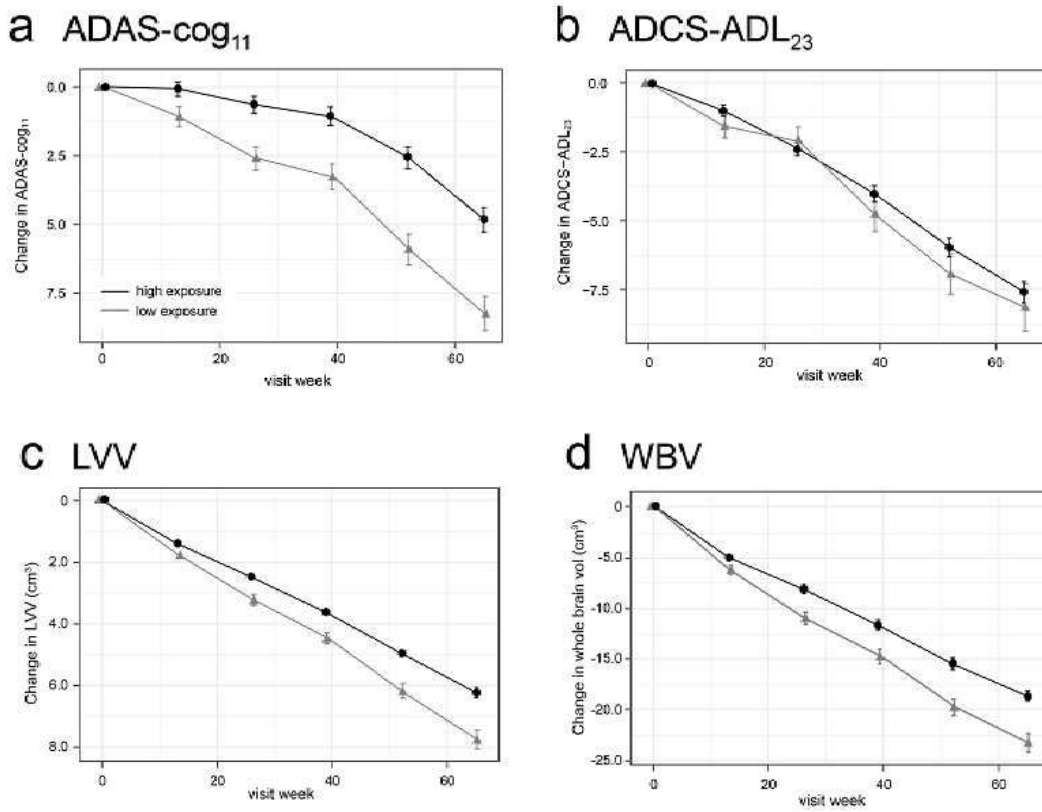 a ADAS-cog₁₁
0.0
2.5
5.0
7.5
Change in ADAS-cog₁₁
high exposure
low exposure
0 20 40 60
visit week
b ADCS-ADL₂₃
0.0
−2.5
−5.0
−7.5
Change in ADCS−ADL₂₃
0 20 40 60
visit week
c LVV
0
2.0
4.0
6.0
8.0
Change in LVV (cm³)
0 20 40 60
visit week
d WBV
0
-5.0
-10.0
-15.0
-20.0
-25.0
Change in whole brain vol (cm³)
0 20 40 60
visit week